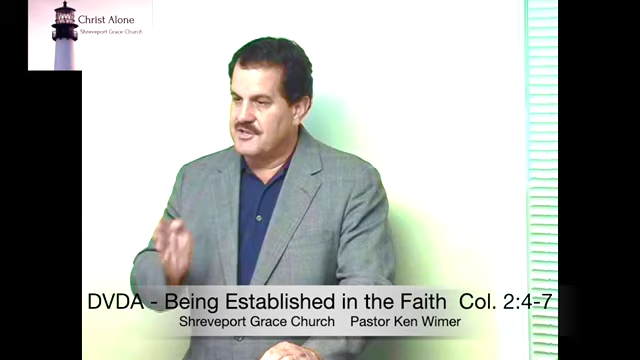 Christ Alone
Shreveport Grace Church
DVDA - Being Established in the Faith Col. 2:4-7
Shreveport Grace Church Pastor Ken Wimer